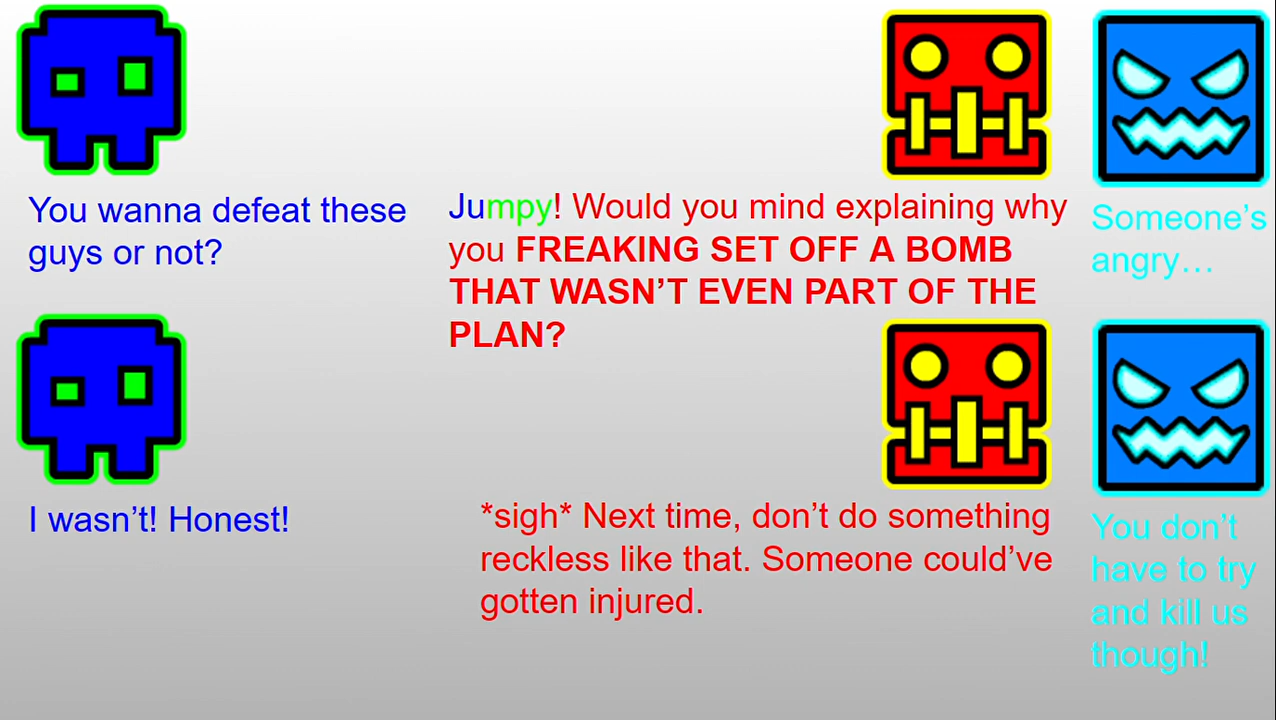 You wanna defeat these
guys or not?
Jumpy! Would you mind explaining why
you FREAKING SET OFF A BOMB
THAT WASN’T EVEN PART OF THE
PLAN?
Someone’s
angry…
I wasn’t! Honest!
*sigh* Next time, don’t do something
reckless like that. Someone could’ve
gotten injured.
You don’t
have to try
and kill us
though!